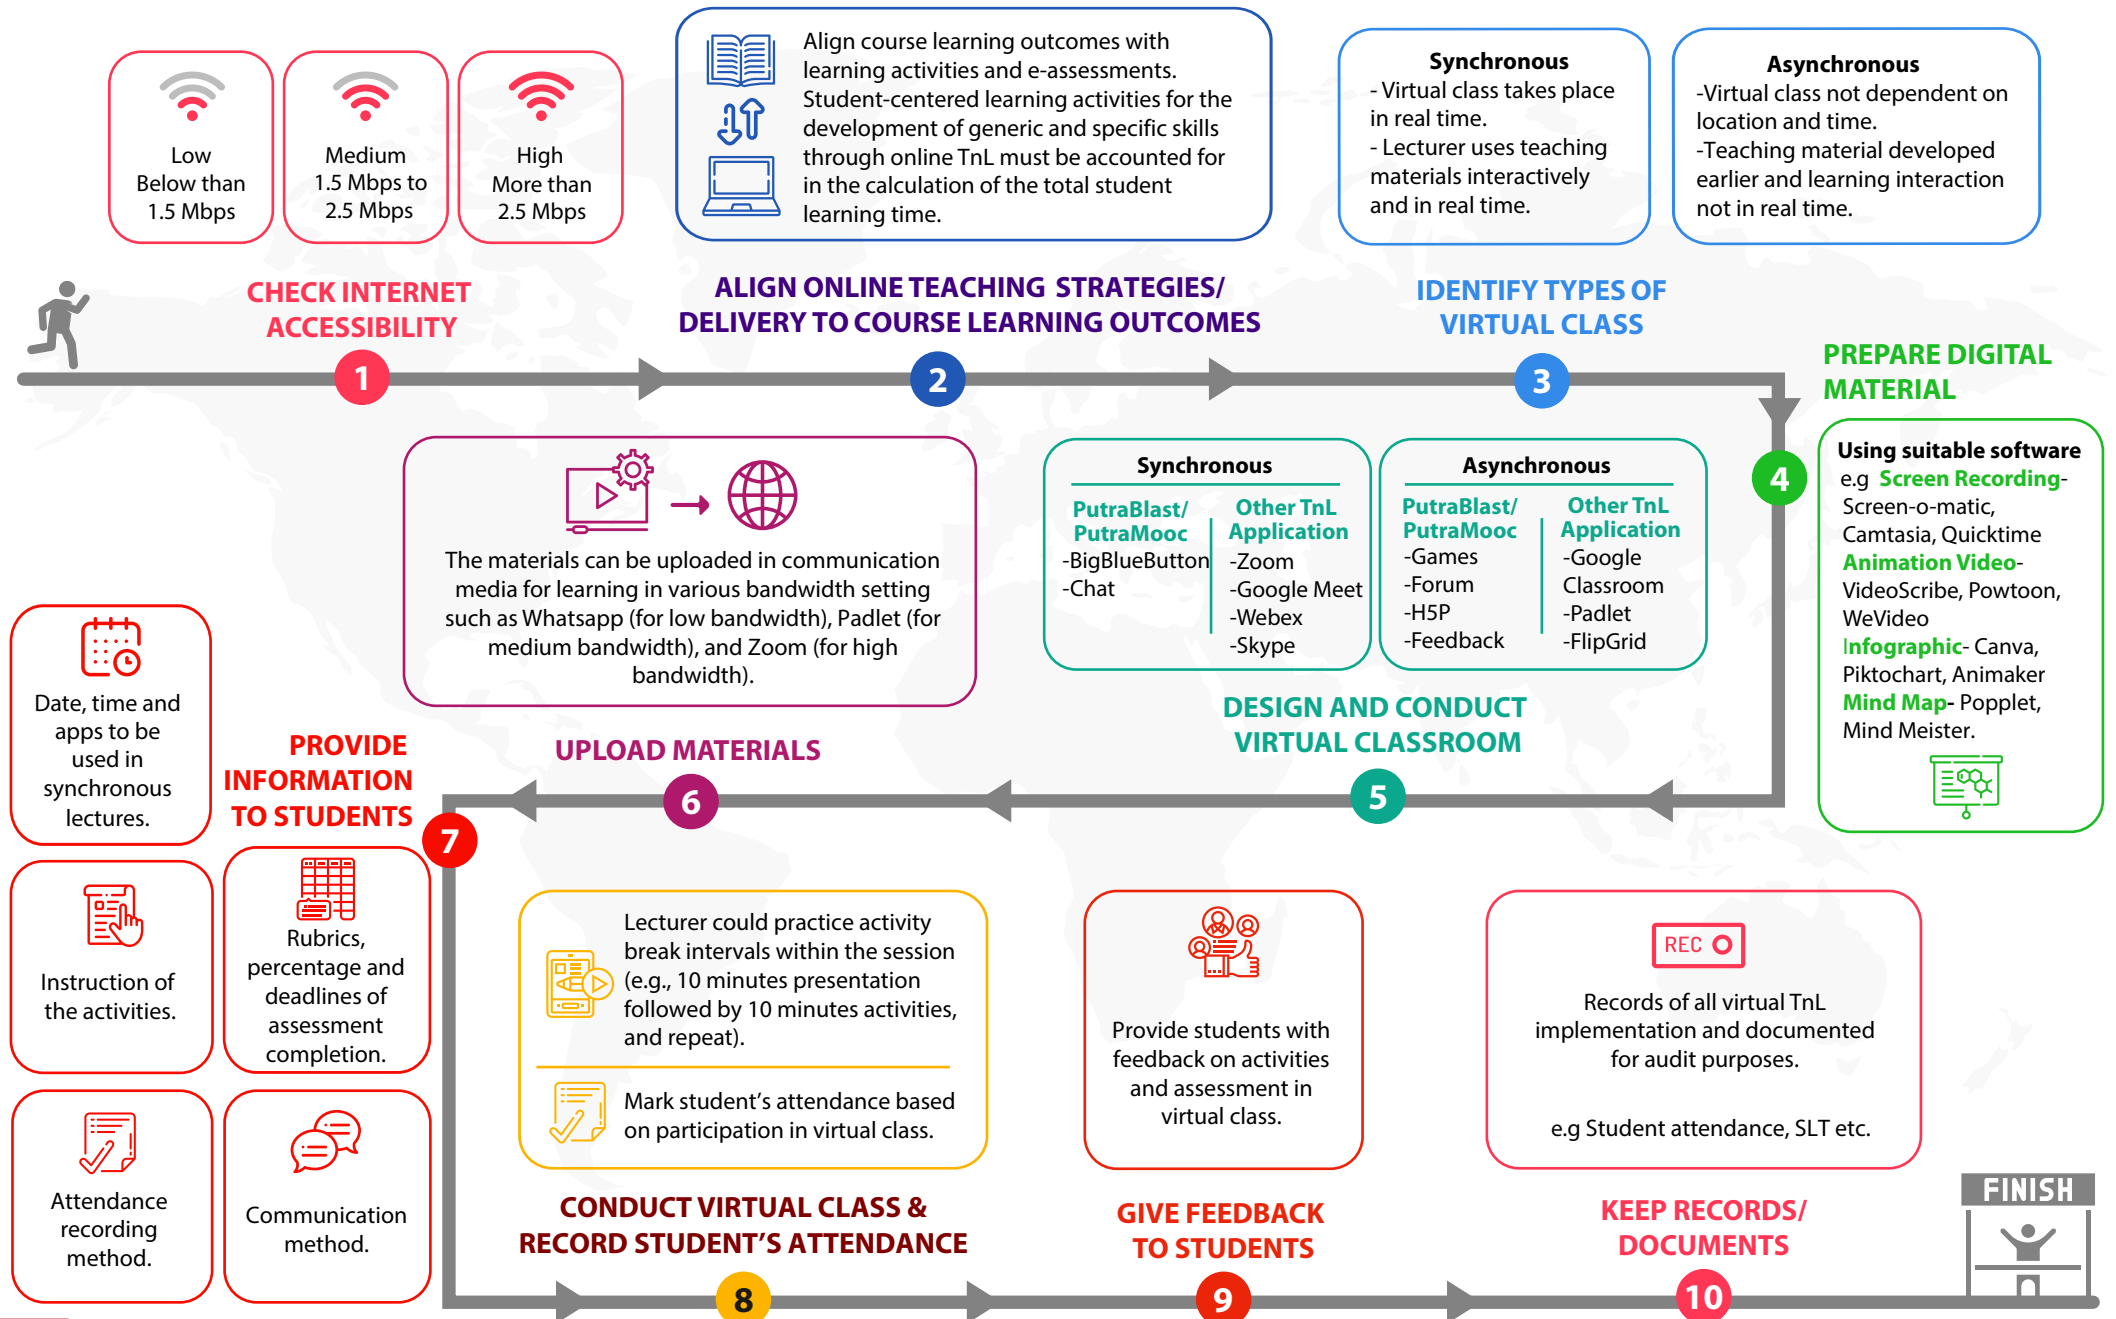 Low
Below than
1.5 Mbps
Medium
1.5 Mbps to
2.5 Mbps
High
More than
2.5 Mbps
CHECK INTERNET
ACCESSIBILITY
1
Align course learning outcomes with
learning activities and e-assessments.
Student-centered learning activities for the
development of generic and specific skills
through online TnL must be accounted for
in the calculation of the total student
learning time.
ALIGN ONLINE TEACHING STRATEGIES/
DELIVERY TO COURSE LEARNING OUTCOMES
2
Synchronous
- Virtual class takes place
in real time.
- Lecturer uses teaching
materials interactively
and in real time.
Asynchronous
-Virtual class not dependent on
location and time.
-Teaching material developed
earlier and learning interaction
not in real time.
IDENTIFY TYPES OF
VIRTUAL CLASS
3
PREPARE DIGITAL
MATERIAL
4
Using suitable software
e.g Screen Recording-
Screen-o-matic,
Camtasia, Quicktime
Animation Video-
VideoScribe, Powtoon,
WeVideo
Infographic- Canva,
Piktochart, Animaker
Mind Map- Popplet,
Mind Meister.
Synchronous
PutraBlast/
PutraMooc
-BigBlueButton
-Chat
Other TnL
Application
-Zoom
-Google Meet
-Webex
-Skype
Asynchronous
PutraBlast/
PutraMooc
-Games
-Forum
-H5P
-Feedback
Other TnL
Application
-Google
Classroom
-Padlet
-FlipGrid
DESIGN AND CONDUCT
VIRTUAL CLASSROOM
5
The materials can be uploaded in communication
media for learning in various bandwidth setting
such as Whatsapp (for low bandwidth), Padlet (for
medium bandwidth), and Zoom (for high
bandwidth).
UPLOAD MATERIALS
6
PROVIDE
INFORMATION
TO STUDENTS
7
Date, time and
apps to be
used in
synchronous
lectures.
Instruction of
the activities.
Rubrics,
percentage and
deadlines of
assessment
completion.
Attendance
recording
method.
Communication
method.
Lecturer could practice activity
break intervals within the session
(e.g., 10 minutes presentation
followed by 10 minutes activities,
and repeat).
Mark student’s attendance based
on participation in virtual class.
CONDUCT VIRTUAL CLASS &
RECORD STUDENT’S ATTENDANCE
8
Provide students with
feedback on activities
and assessment in
virtual class.
GIVE FEEDBACK
TO STUDENTS
9
REC
Records of all virtual TnL
implementation and documented
for audit purposes.
e.g Student attendance, SLT etc.
KEEP RECORDS/
DOCUMENTS
10
FINISH